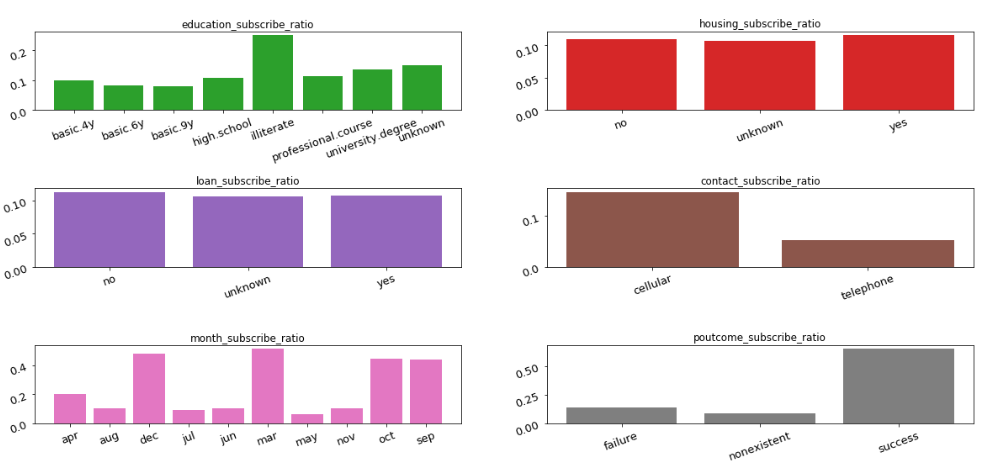 education_subscribe_ratio
0.2
0.1
0.0
basic.4y basic.6y basic.9y high.school illiterate professional.course university.degree unknown
housing_subscribe_ratio
0.10
0.05
0.00
no unknown yes
loan_subscribe_ratio
0.10
0.05
0.00
no unknown yes
contact_subscribe_ratio
0.1
0.0
cellular telephone
month_subscribe_ratio
0.4
0.2
0.0
apr aug dec jul jun mar may nov oct sep
poutcome_subscribe_ratio
0.50
0.25
0.00
failure nonexistent success